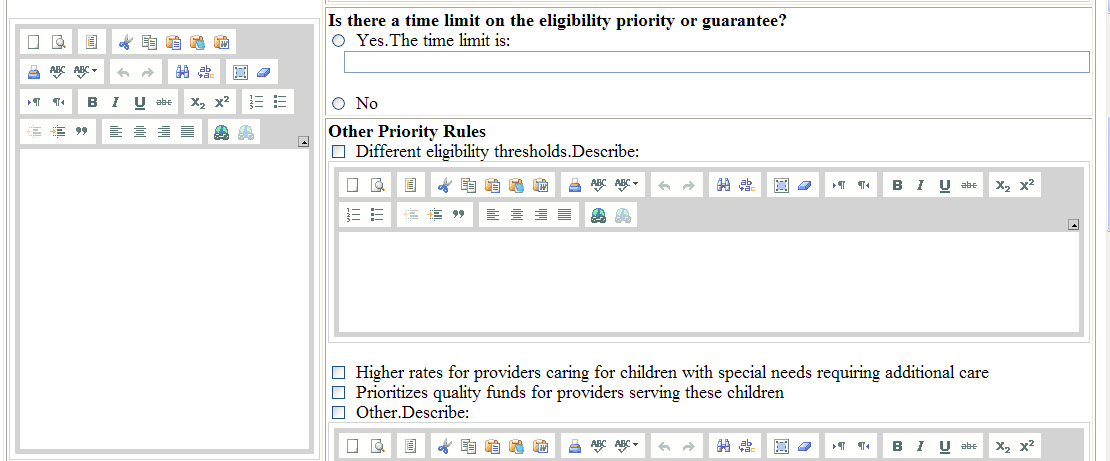 Is there a time limit on the eligibility priority or guarantee?
Yes.The time limit is:
No
Other Priority Rules
Different eligibility thresholds.Describe:
Higher rates for providers caring for children with special needs requiring additional care
Prioritizes quality funds for providers serving these children
Other.Describe: